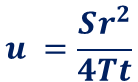 u = Sr²/4Tt